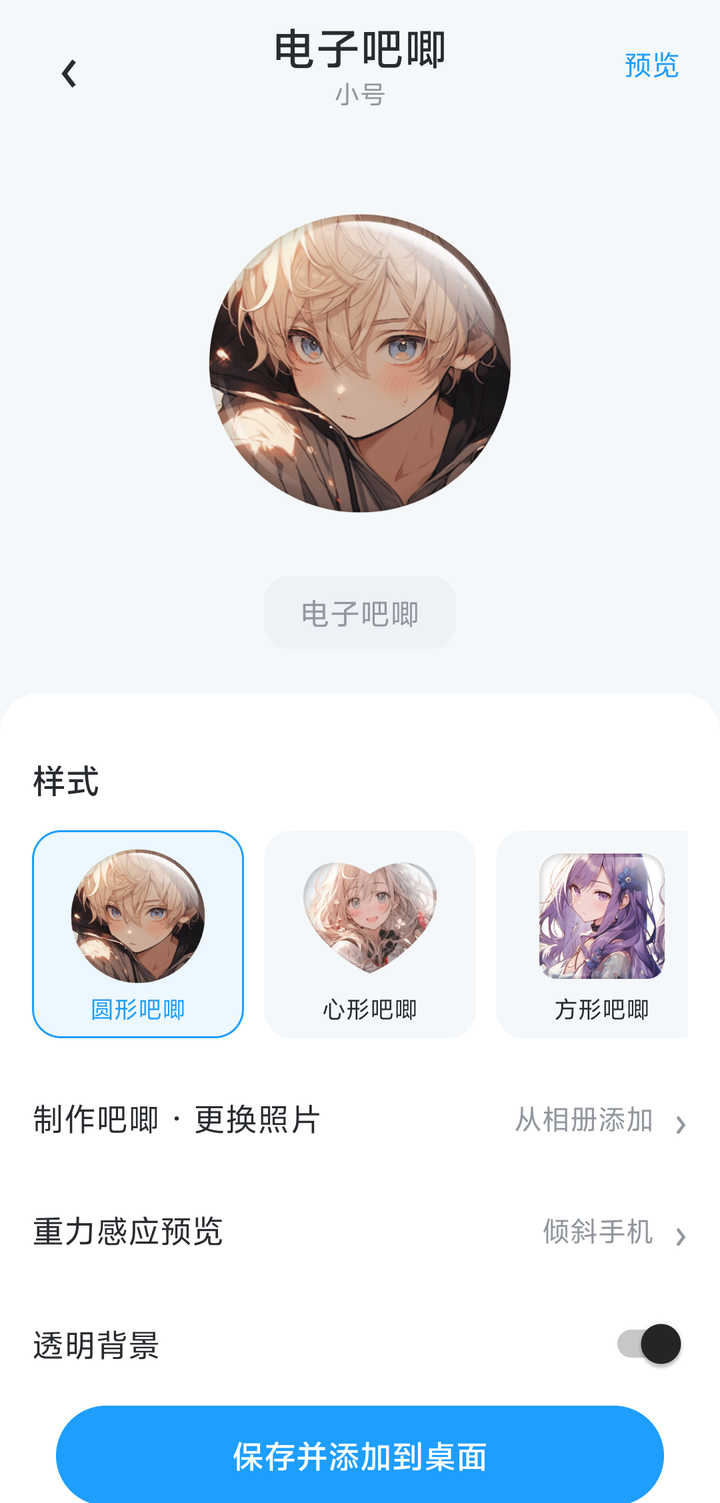 电子吧唧
预览
小号
电子吧唧
样式
圆形吧唧
心形吧唧
方形吧唧
制作吧唧 · 更换照片
从相册添加
重力感应预览
倾斜手机
透明背景
保存并添加到桌面